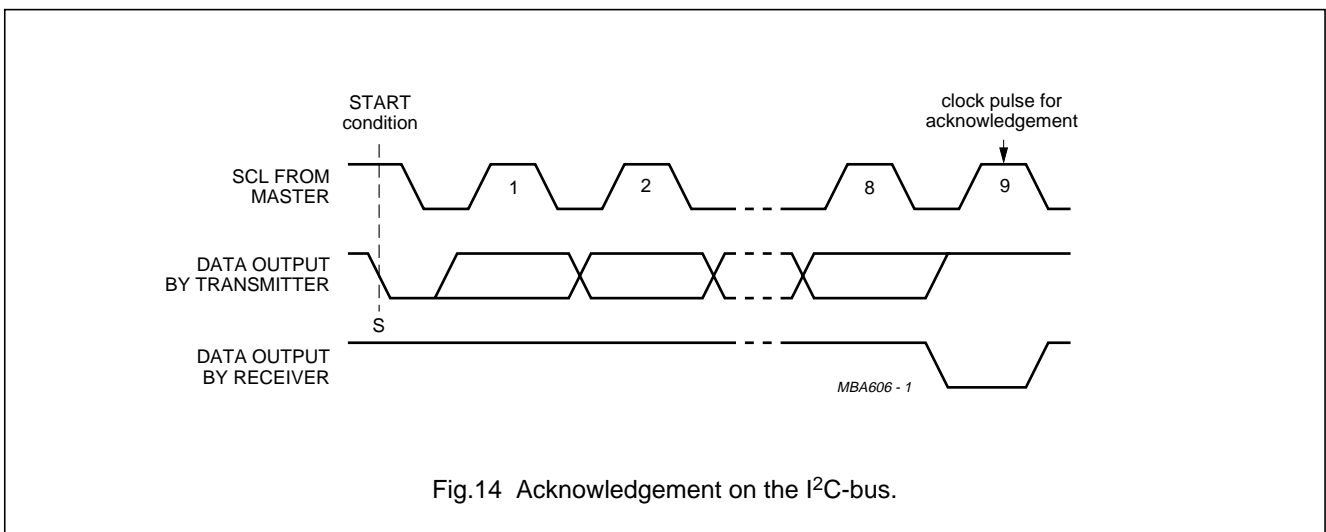 START
condition
clock pulse for
acknowledgement
SCL FROM
MASTER
1
2
8
9
DATA OUTPUT
BY TRANSMITTER
S
DATA OUTPUT
BY RECEIVER
MBA606 - 1
Fig.14 Acknowledgement on the I²C-bus.